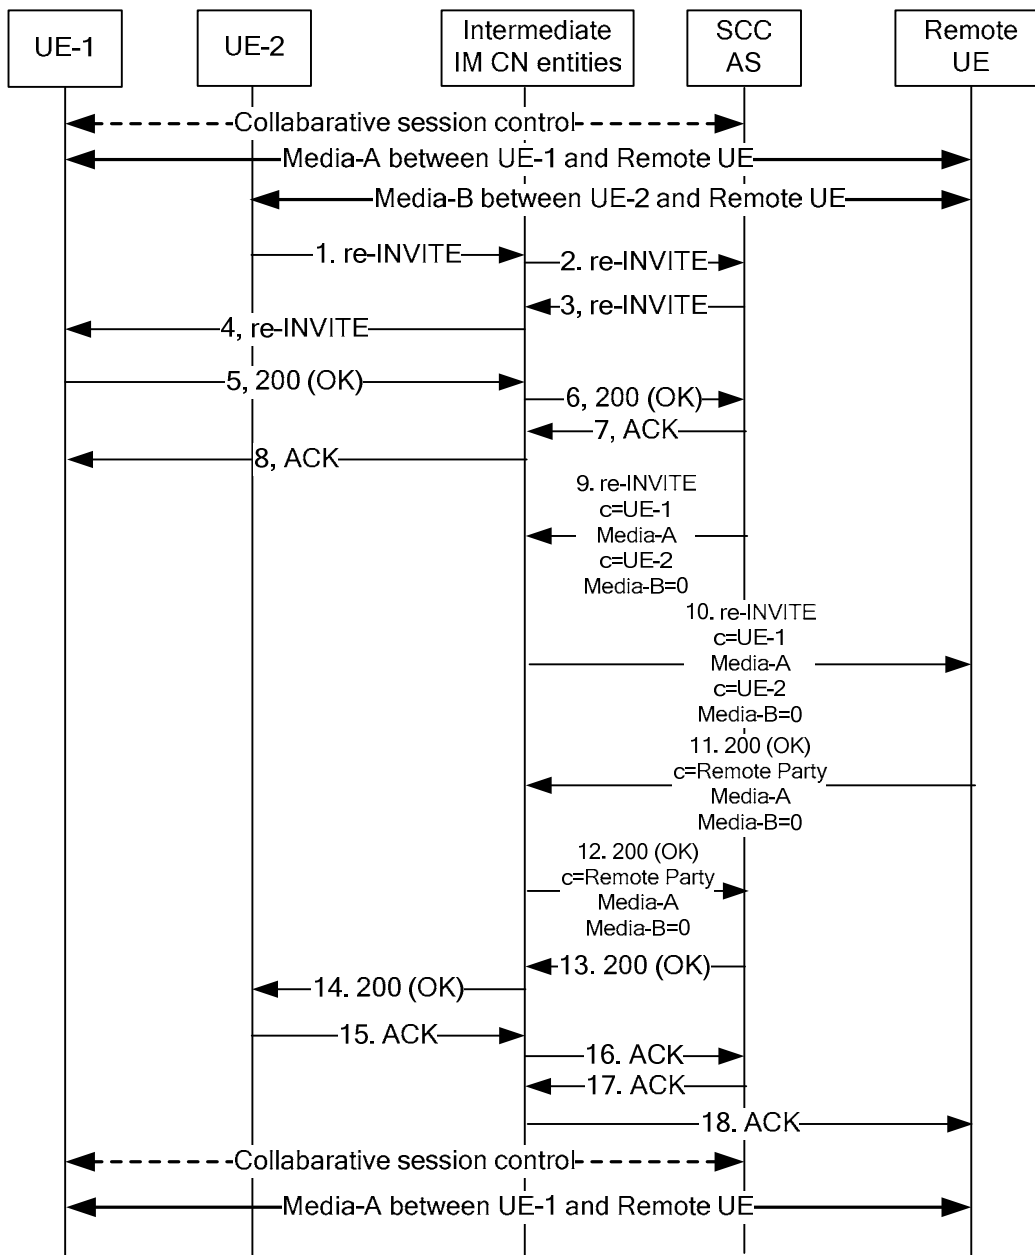 UE-1
UE-2
Intermediate
IM CN entities
SCC
AS
Remote
UE
Collabarative session control
Media-A between UE-1 and Remote UE
Media-B between UE-2 and Remote UE
1. re-INVITE
2. re-INVITE
3, re-INVITE
4, re-INVITE
5, 200 (OK)
6, 200 (OK)
7, ACK
8, ACK
9. re-INVITE
c=UE-1
Media-A
c=UE-2
Media-B=0
10. re-INVITE
c=UE-1
Media-A
c=UE-2
Media-B=0
11. 200 (OK)
c=Remote Party
Media-A
Media-B=0
12. 200 (OK)
c=Remote Party
Media-A
Media-B=0
13. 200 (OK)
14. 200 (OK)
15. ACK
16. ACK
17. ACK
18. ACK
Collabarative session control
Media-A between UE-1 and Remote UE